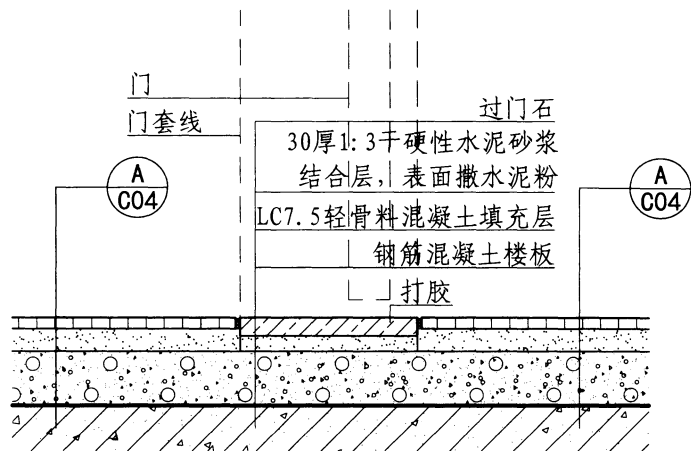 门
过门石
门套线
30厚1:3干硬性水泥砂浆
结合层，表面撒水泥粉
A
C04
A
C04
LC7.5轻骨料混凝土填充层
钢筋混凝土楼板
打胶